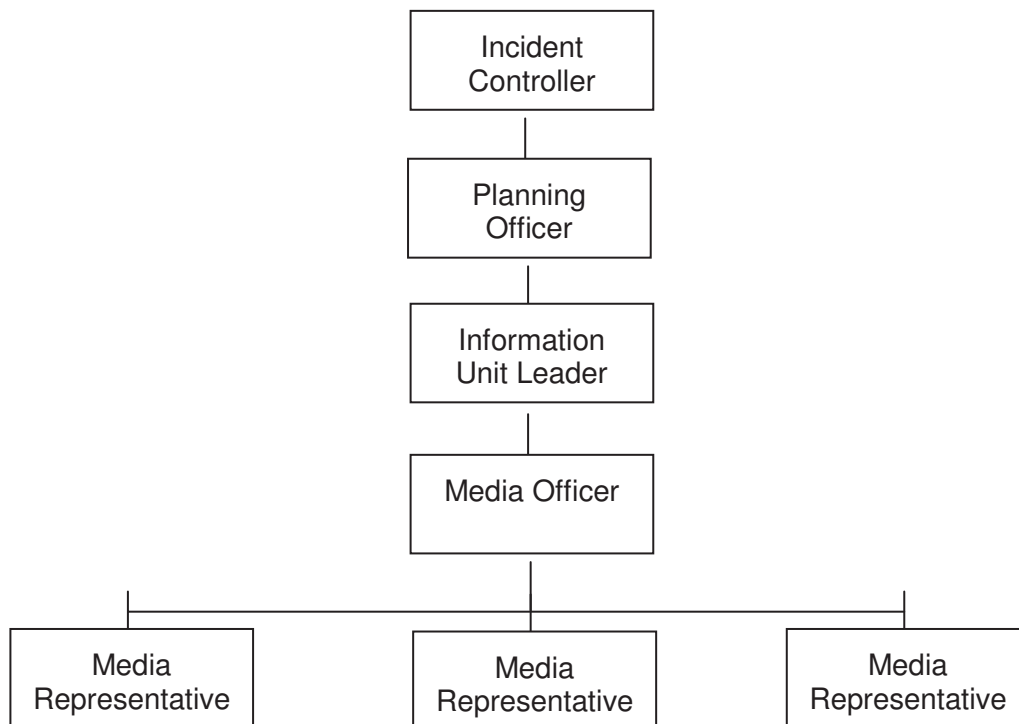 Incident
Controller
Planning
Officer
Information
Unit Leader
Media Officer
Media
Representative
Media
Representative
Media
Representative